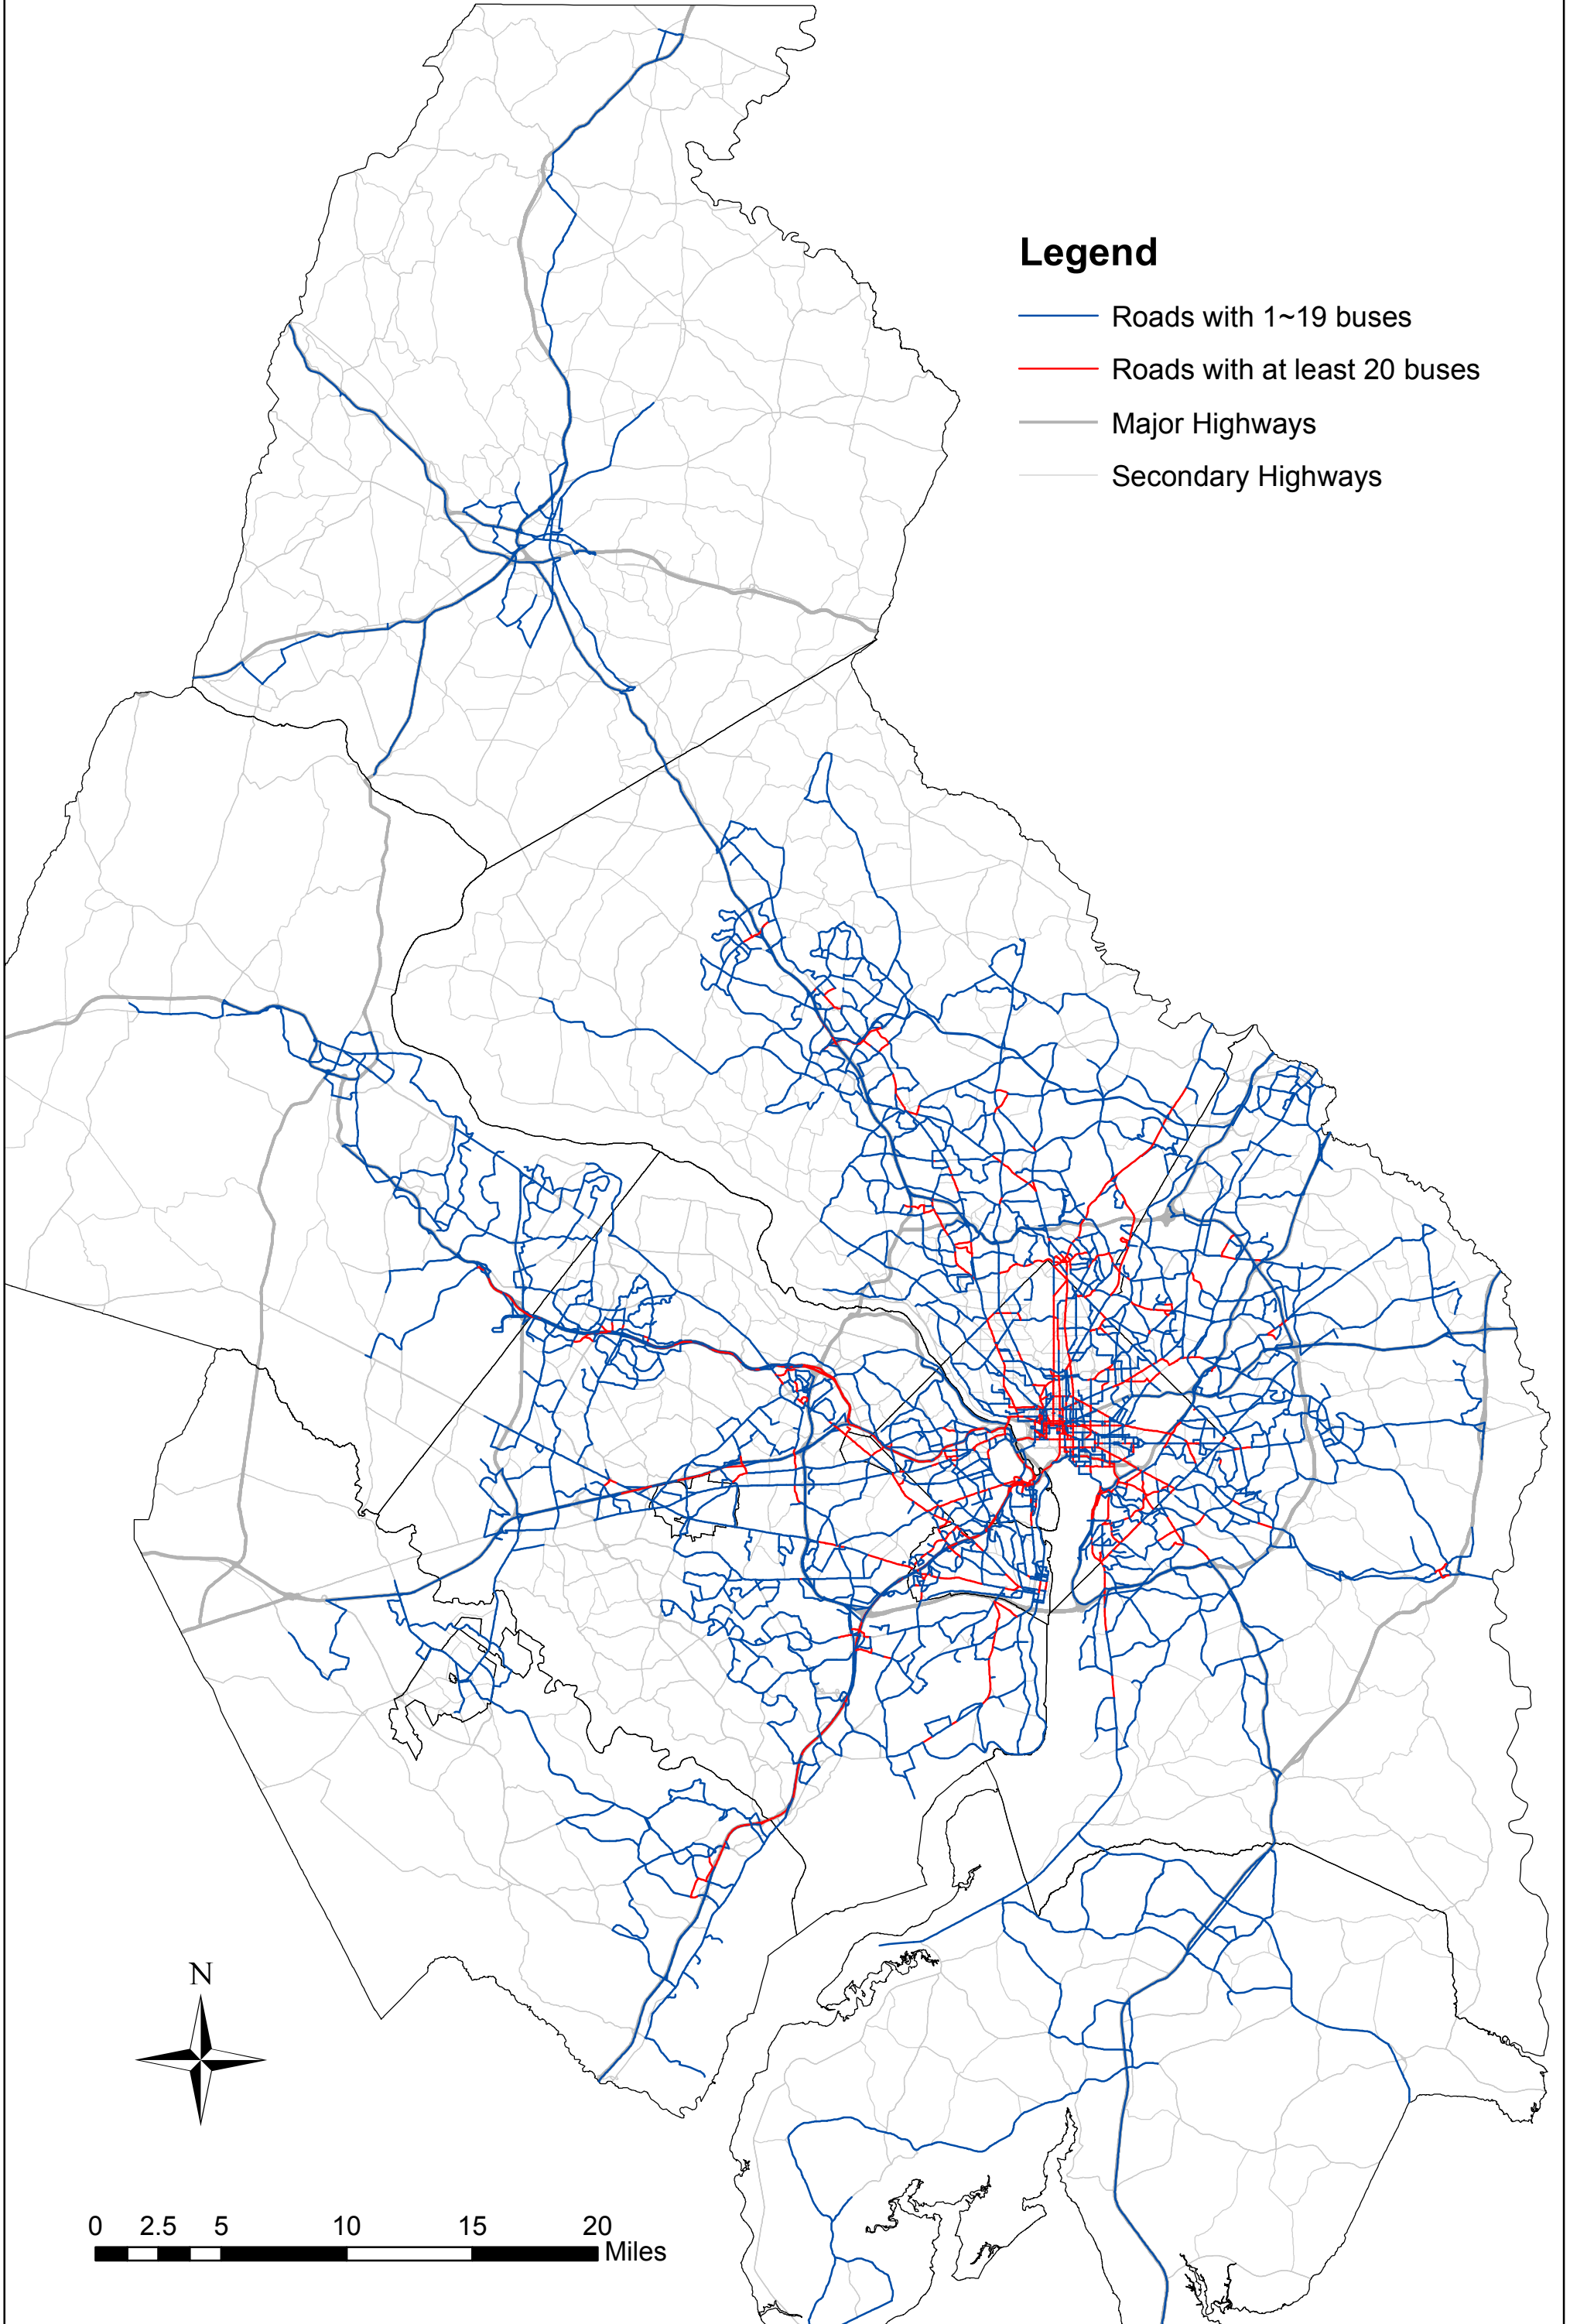 Legend
Roads with 1~19 buses
Roads with at least 20 buses
Major Highways
Secondary Highways
N
0 2.5 5 10 15 20
Miles